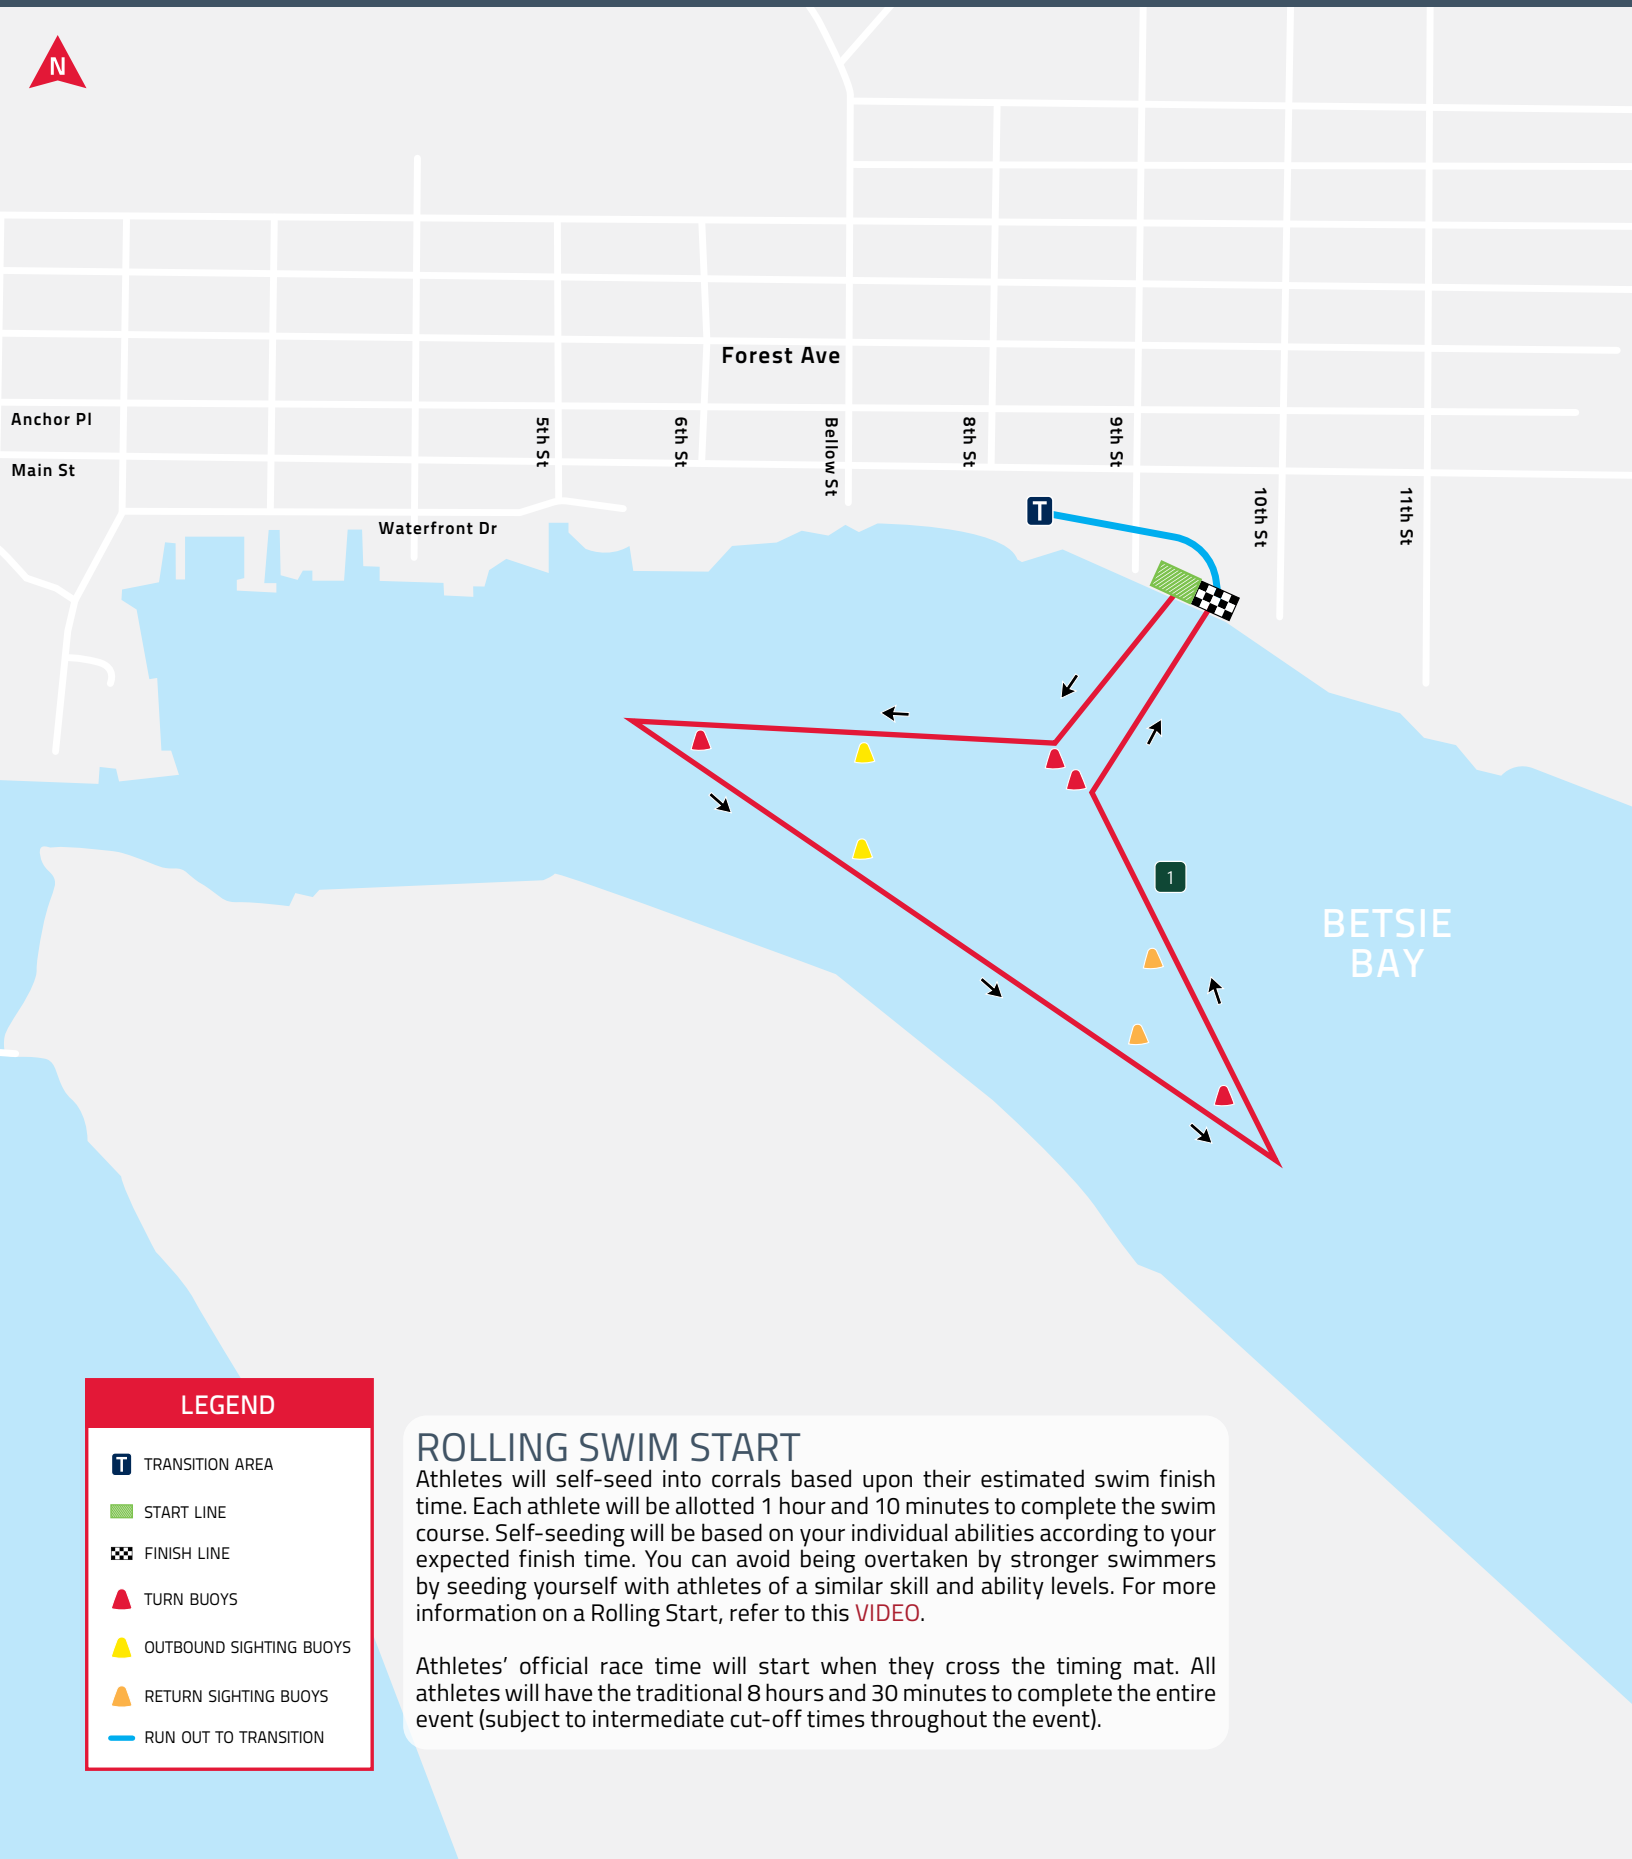 N
Forest Ave
Anchor Pl
Main St
5th St
6th St
Bellow St
8th St
9th St
10th St
11th St
Waterfront Dr
T
1
BETSIE
BAY
LEGEND
T TRANSITION AREA
START LINE
FINISH LINE
TURN BUOYS
OUTBOUND SIGHTING BUOYS
RETURN SIGHTING BUOYS
RUN OUT TO TRANSITION
ROLLING SWIM START
Athletes will self-seed into corrals based upon their estimated swim finish
time. Each athlete will be allotted 1 hour and 10 minutes to complete the swim
course. Self-seeding will be based on your individual abilities according to your
expected finish time. You can avoid being overtaken by stronger swimmers
by seeding yourself with athletes of a similar skill and ability levels. For more
information on a Rolling Start, refer to this VIDEO.
Athletes’ official race time will start when they cross the timing mat. All
athletes will have the traditional 8 hours and 30 minutes to complete the entire
event (subject to intermediate cut-off times throughout the event).